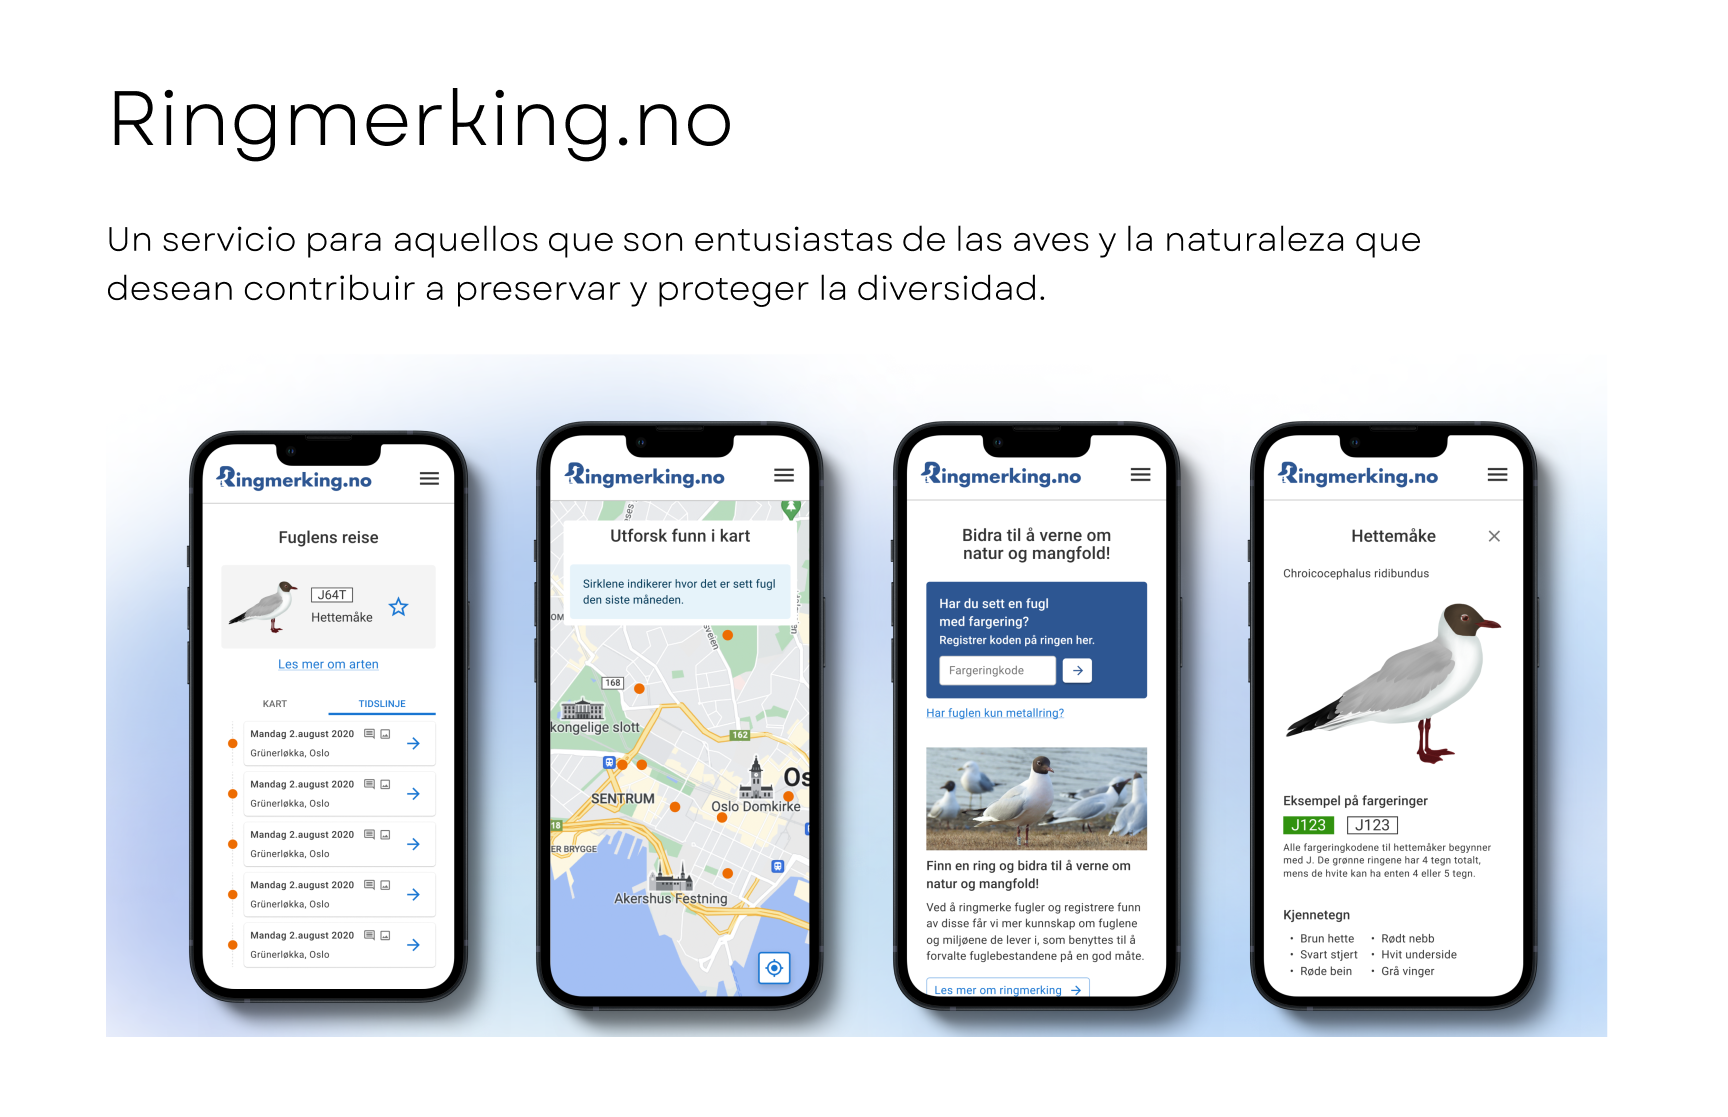 Ringmerking.no
Un servicio para aquellos que son entusiastas de las aves y la naturaleza que
desean contribuir a preservar y proteger la diversidad.
Ringmerking.no
Fuglens reise
J64T
Hettemåke
Les mer om arten
KART TIDSLINJE
Mandag 2.august 2020
Grünerløkka, Oslo
Mandag 2.august 2020
Grünerløkka, Oslo
Mandag 2.august 2020
Grünerløkka, Oslo
Mandag 2.august 2020
Grünerløkka, Oslo
Mandag 2.august 2020
Grünerløkka, Oslo
Ringmerking.no
Utforsk funn i kart
Sirklene indikerer hvor det er sett fugl
den siste måneden.
168
kongelige slott
162
Os
SENTRUM
Oslo Domkirke
18
ER BRYGGE
Akershus Festning
Ringmerking.no
Bidra til å verne om
natur og mangfold!
Har du sett en fugl
med fargering?
Registrer koden på ringen her.
Fargeringkode
Har fuglen kun metallring?
Finn en ring og bidra til å verne om
natur og mangfold!
Ved å ringmerke fugler og registrere funn
av disse får vi mer kunnskap om fuglene
og miljøene de lever i, som benyttes til å
forvalte fuglebestandene på en god måte.
Les mer om ringmerking
Ringmerking.no
Hettemåke
Chroicocephalus ridibundus
Eksempel på fargeringer
J123 J123
Alle fargeringkodene til hettemåker begynner
med J. De grønne ringene har 4 tegn totalt,
mens de hvite kan ha enten 4 eller 5 tegn.
Kjennetegn
• Brun hette • Rødt nebb
• Svart stjert • Hvit underside
• Røde bein • Grå vinger